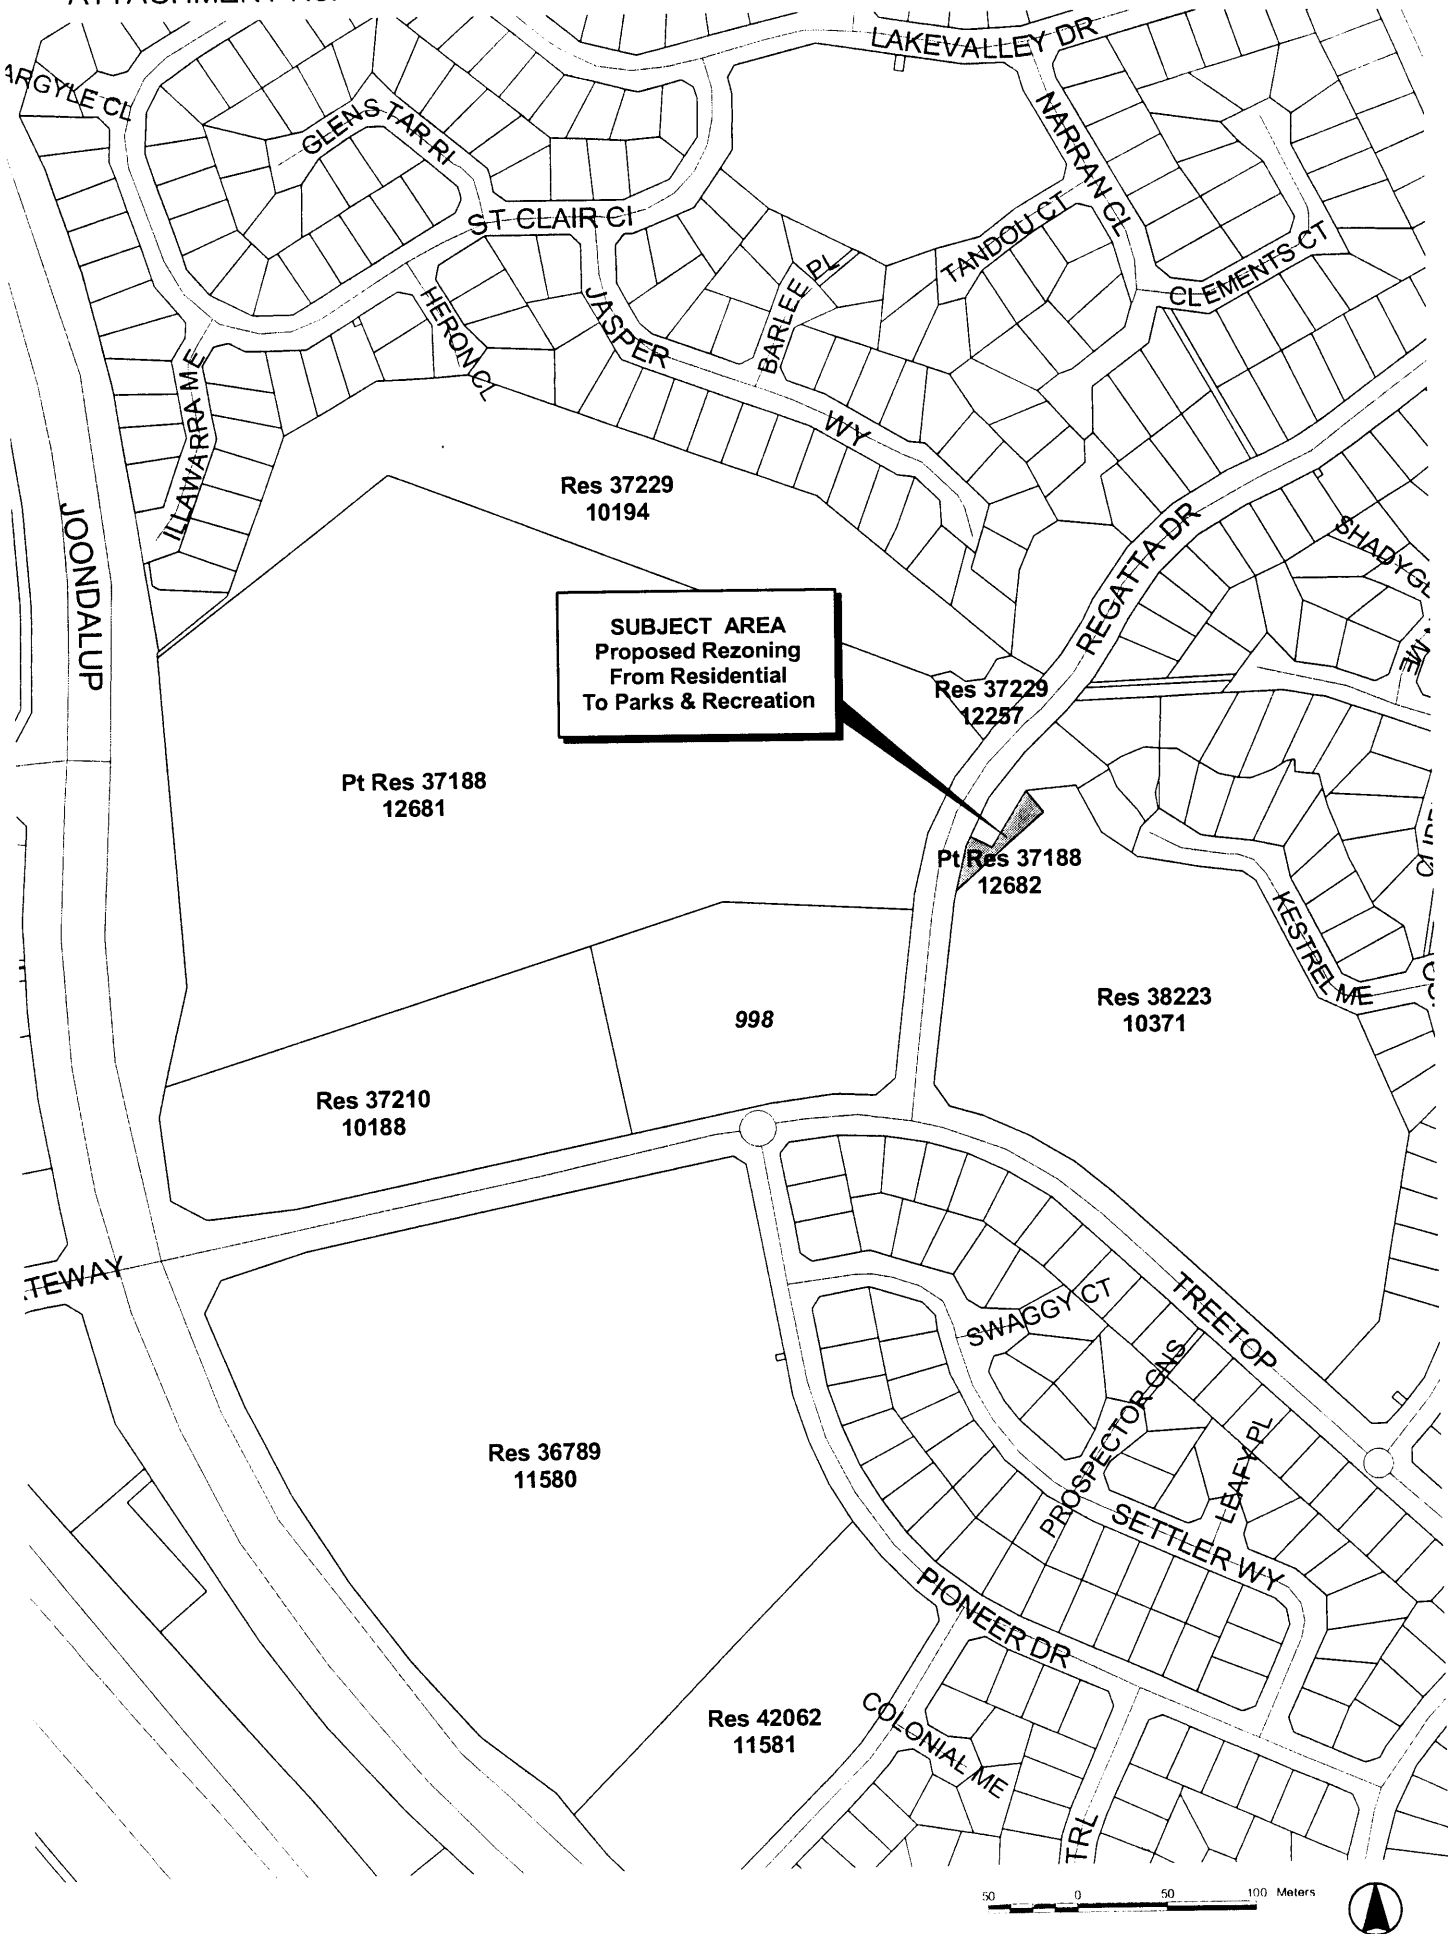 LAKEVALLEY DR
ARGYLE CL
GLENSTAR RI
NARRAN CL
ST CLAIR CI
TANDOU CT
CLEMENTS CT
BARLEE PL
HERON CL
JASPER
WY
ILLAWARRA ME
Res 37229
10194
JOONDALUP
REGATTA DR
SUBJECT AREA
Proposed Rezoning
From Residential
To Parks & Recreation
Res 37229
12257
ME
Pt Res 37188
12681
Pt Res 37188
12682
KESTREL ME
Res 38223
10371
998
Res 37210
10188
TREETOP
SWAGGY CT
PROSPECTOR GNS
LEAFY PL
SETTLER WY
Res 36789
11580
PIONEER DR
Res 42062
11581
COLONIAL ME
TRL
50 0 50 100 Meters